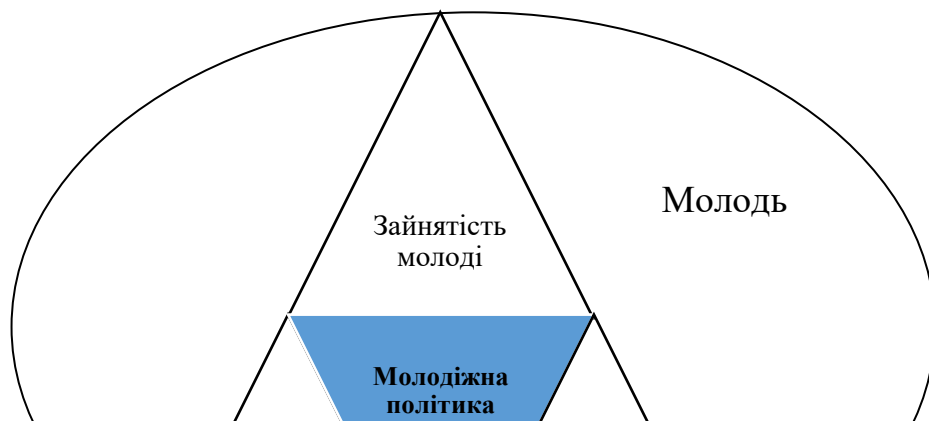 Молодь
Зайнятість
молоді
Молодіжна
політика